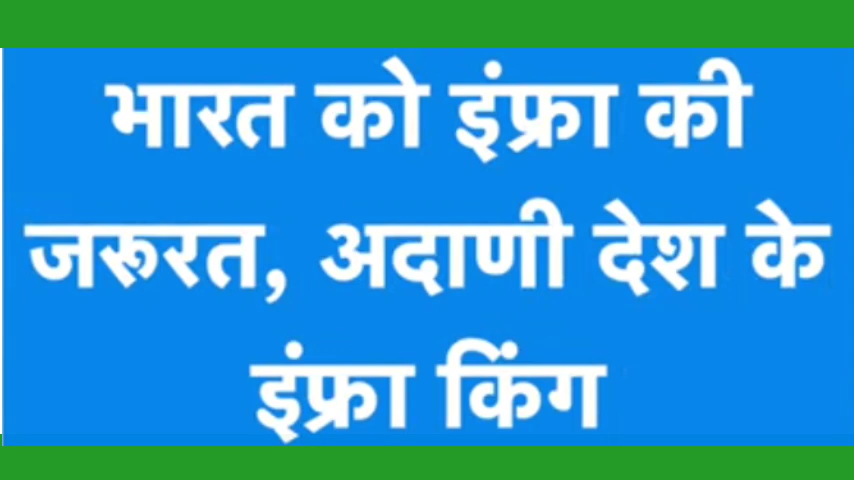 भारत को इंफ्रा की
जरूरत, अदाणी देश के
इंफ्रा किंग